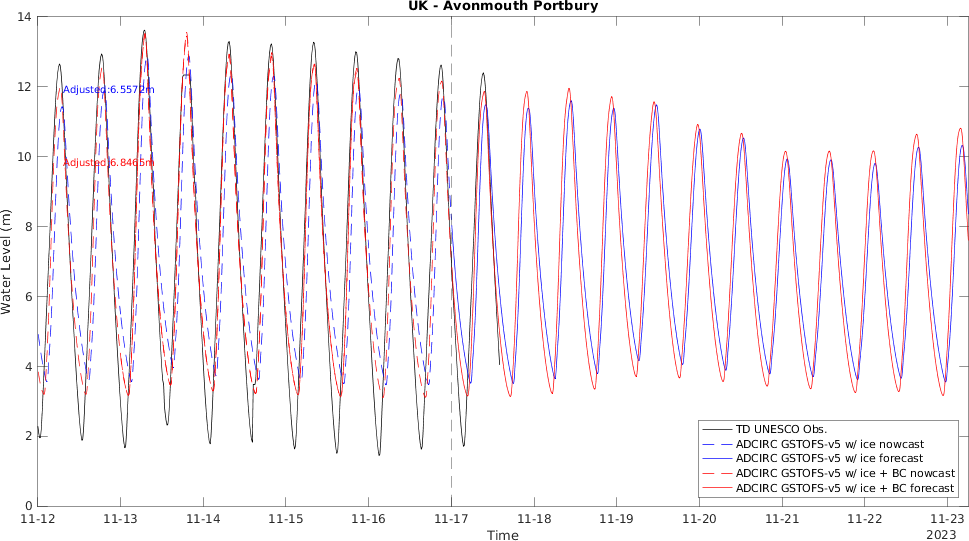 UK - Avonmouth Portbury
14
12
10
8
6
4
2
0
Water Level (m)
Adjusted:6.5572m
Adjusted:6.8465m
TD UNESCO Obs.
ADCIRC GSTOFS-v5 w/ ice nowcast
ADCIRC GSTOFS-v5 w/ ice forecast
ADCIRC GSTOFS-v5 w/ ice + BC nowcast
ADCIRC GSTOFS-v5 w/ ice + BC forecast
11-12 11-13 11-14 11-15 11-16 11-17 11-18 11-19 11-20 11-21 11-22 11-23
Time
2023